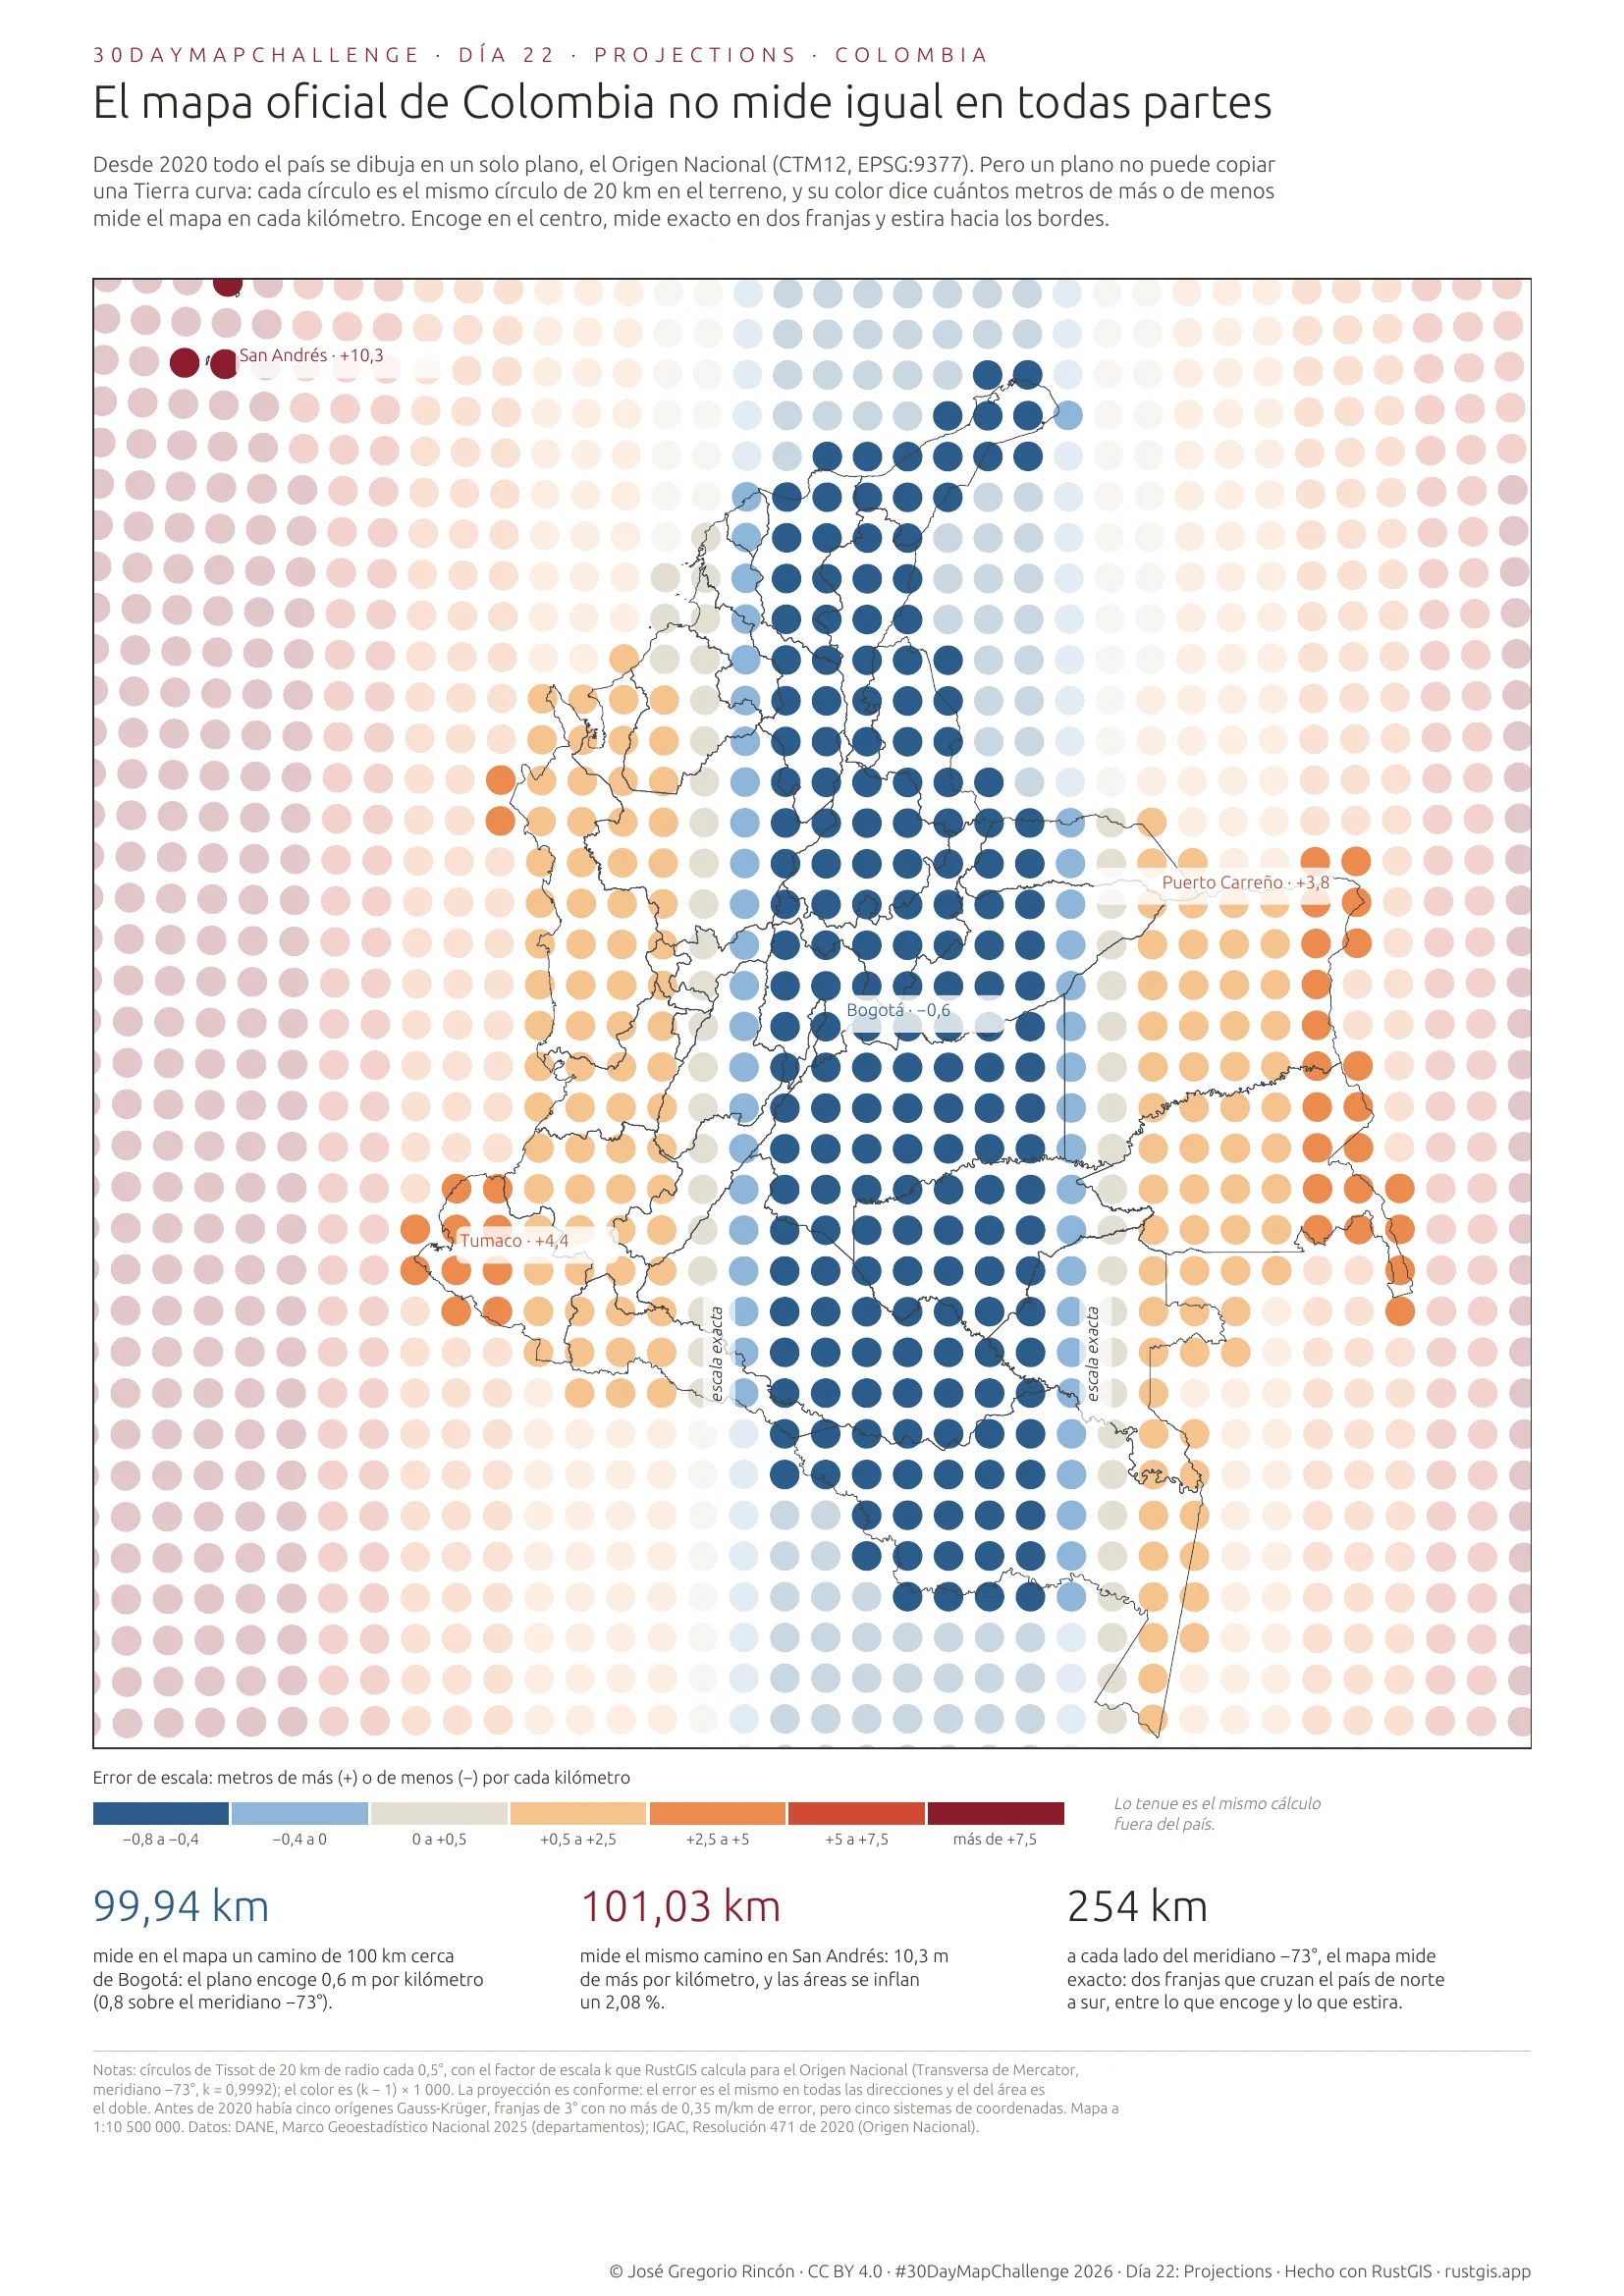 30DAYMAPCHALLENGE · DÍA 22 · PROJECTIONS · COLOMBIA
El mapa oficial de Colombia no mide igual en todas partes
Desde 2020 todo el país se dibuja en un solo plano, el Origen Nacional (CTM12, EPSG:9377). Pero un plano no puede copiar
una Tierra curva: cada círculo es el mismo círculo de 20 km en el terreno, y su color dice cuántos metros de más o de menos
mide el mapa en cada kilómetro. Encoge en el centro, mide exacto en dos franjas y estira hacia los bordes.
San Andrés · +10,3
Puerto Carreño · +3,8
Bogotá · −0,6
Tumaco · +4,4
escala exacta
escala exacta
Error de escala: metros de más (+) o de menos (−) por cada kilómetro
−0,8 a −0,4
−0,4 a 0
0 a +0,5
+0,5 a +2,5
+2,5 a +5
+5 a +7,5
más de +7,5
Lo tenue es el mismo cálculo
fuera del país.
99,94 km
mide en el mapa un camino de 100 km cerca
de Bogotá: el plano encoge 0,6 m por kilómetro
(0,8 sobre el meridiano −73°).
101,03 km
mide el mismo camino en San Andrés: 10,3 m
de más por kilómetro, y las áreas se inflan
un 2,08 %.
254 km
a cada lado del meridiano −73°, el mapa mide
exacto: dos franjas que cruzan el país de norte
a sur, entre lo que encoge y lo que estira.
Notas: círculos de Tissot de 20 km de radio cada 0,5°, con el factor de escala k que RustGIS calcula para el Origen Nacional (Transversa de Mercator,
meridiano −73°, k = 0,9992); el color es (k − 1) × 1 000. La proyección es conforme: el error es el mismo en todas las direcciones y el del área es
el doble. Antes de 2020 había cinco orígenes Gauss-Krüger, franjas de 3° con no más de 0,35 m/km de error, pero cinco sistemas de coordenadas. Mapa a
1:10 500 000. Datos: DANE, Marco Geoestadístico Nacional 2025 (departamentos); IGAC, Resolución 471 de 2020 (Origen Nacional).
© José Gregorio Rincón · CC BY 4.0 · #30DayMapChallenge 2026 · Día 22: Projections · Hecho con RustGIS · rustgis.app